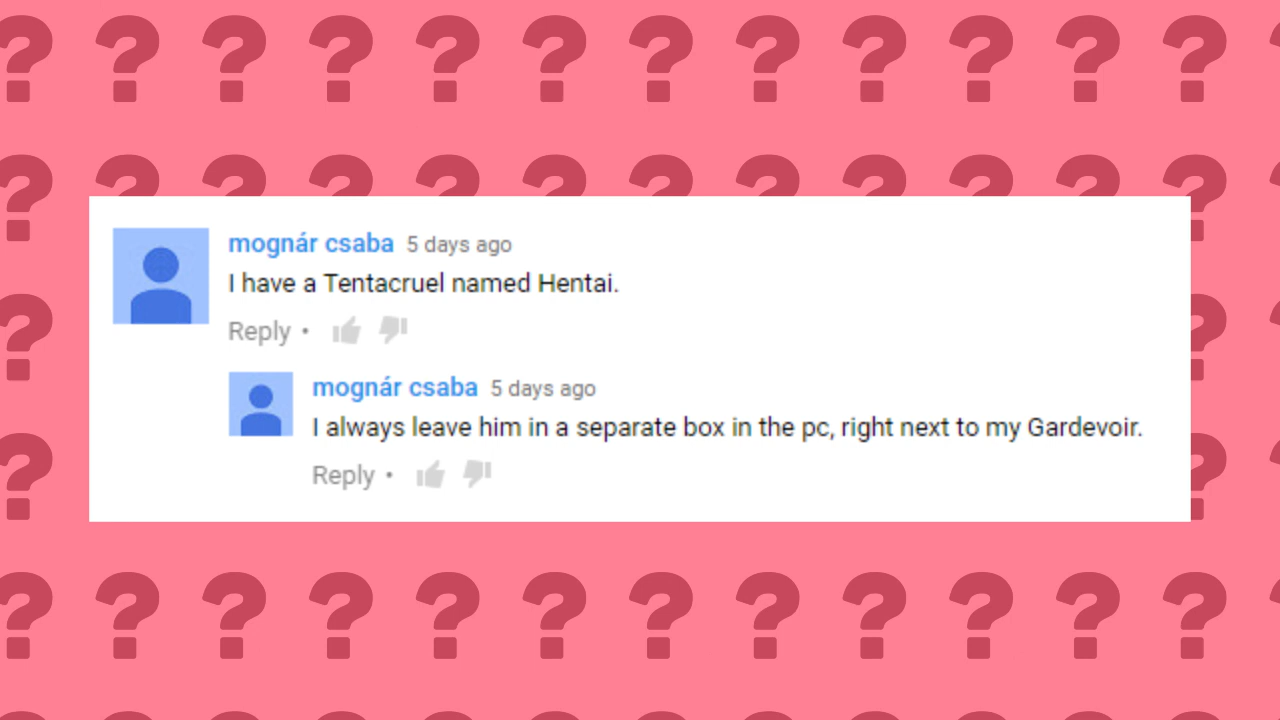 mognár csaba 5 days ago
I have a Tentacruel named Hentai.
Reply •
mognár csaba 5 days ago
I always leave him in a separate box in the pc, right next to my Gardevoir.
Reply •